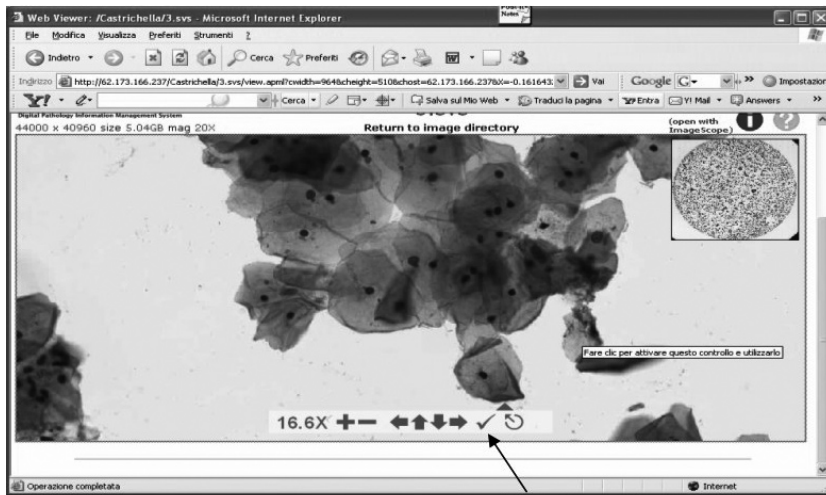 Web Viewer: /Castrichella/3.svs - Microsoft Internet Explorer
Notes
File Modifica Visualizza Preferiti Strumenti ?
Indietro Cerca Preferiti
Indirizzo http://62.173.166.237/Castrichella/3.svs/view.apml?cwidth=964&cheight=510&chost=62.173.166.237&X=-0.161643: Vai Google G Impostazior
Y! Cerca Salva sul Mio Web Traduci la pagina Entra Y! Mail Answers »
Digital Pathology Information Management System
44000 x 40960 size 5.04GB mag 20X
Return to image directory
(open with
ImageScope)
Fare clic per attivare questo controllo e utilizzarlo
16.6X
Operazione completata Internet